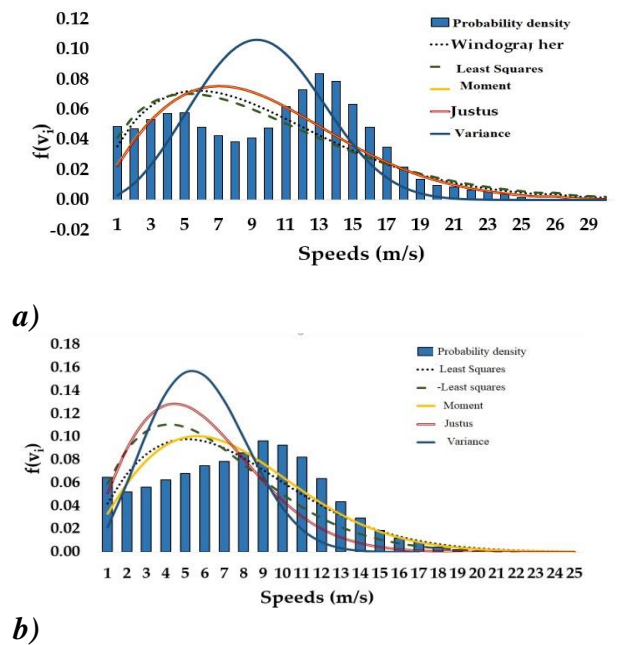 0.12
0.10
0.08
0.06
0.04
0.02
0.00
-0.02
f(vi)
Probability density
Windogra her
Least Squares
Moment
Justus
Variance
1 3 5 7 9 11 13 15 17 19 21 23 25 27 29
Speeds (m/s)
a)
0.18
0.16
0.14
0.12
0.10
0.08
0.06
0.04
0.02
0.00
f(vi)
Probability density
Least Squares
-Least squares
Moment
Justus
Variance
1 2 3 4 5 6 7 8 9 10 11 12 13 14 15 16 17 18 19 20 21 22 23 24 25
Speeds (m/s)
b)